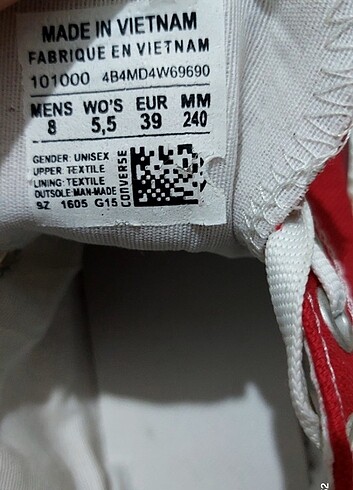 MADE IN VIETNAM
FABRIQUE EN VIETNAM
101000 4B4MD4W69690
MENS WO'S EUR MM
8 5,5 39 240
GENDER: UNISEX
UPPER: TEXTILE
LINING: TEXTILE
OUTSOLE: MAN-MADE
9Z 1605 G15
CONVERSE